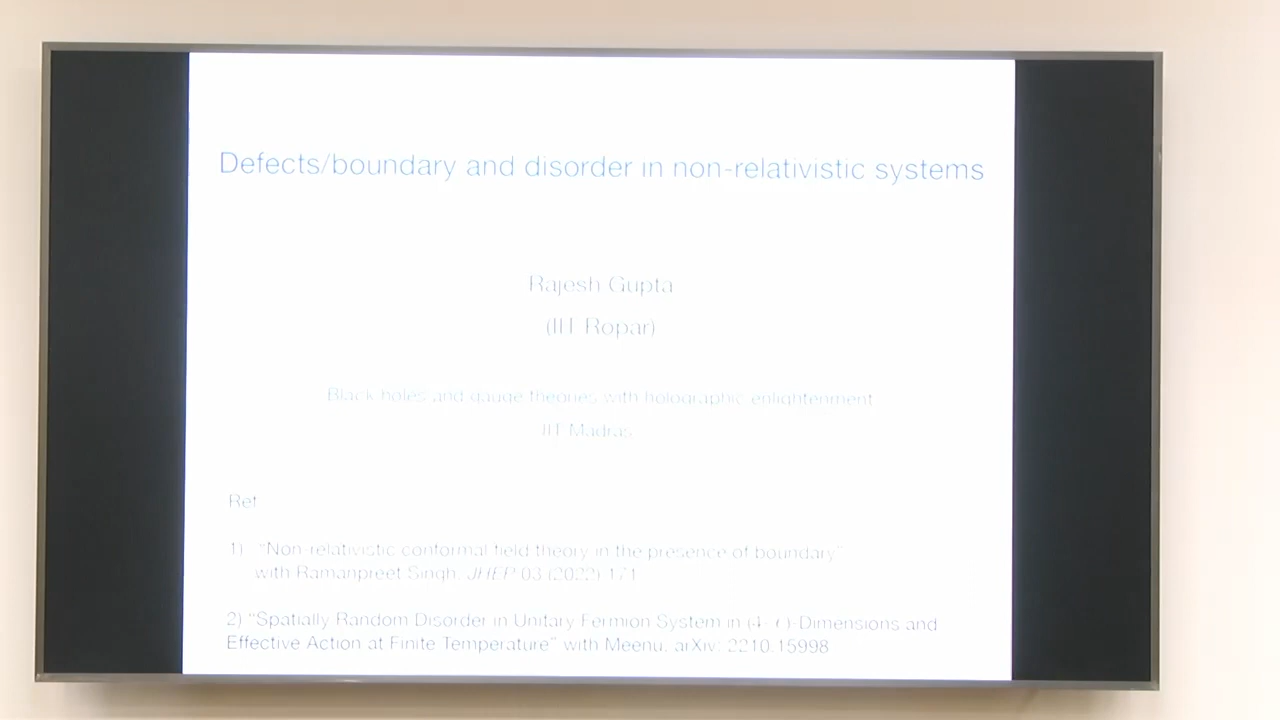 Defects/boundary and disorder in non-relativistic systems
Rajesh Gupta
(IIT Ropar)
Black holes and gauge theories with holographic enlightenment
IIT Madras
Ref
1) "Non-relativistic conformal field theory in the presence of boundary"
with Ramanpreet Singh, JHEP 03 (2022) 171
2) "Spatially Random Disorder in Unitary Fermion System in (4- ϵ)-Dimensions and
Effective Action at Finite Temperature" with Meenu, arXiv: 2210.15998